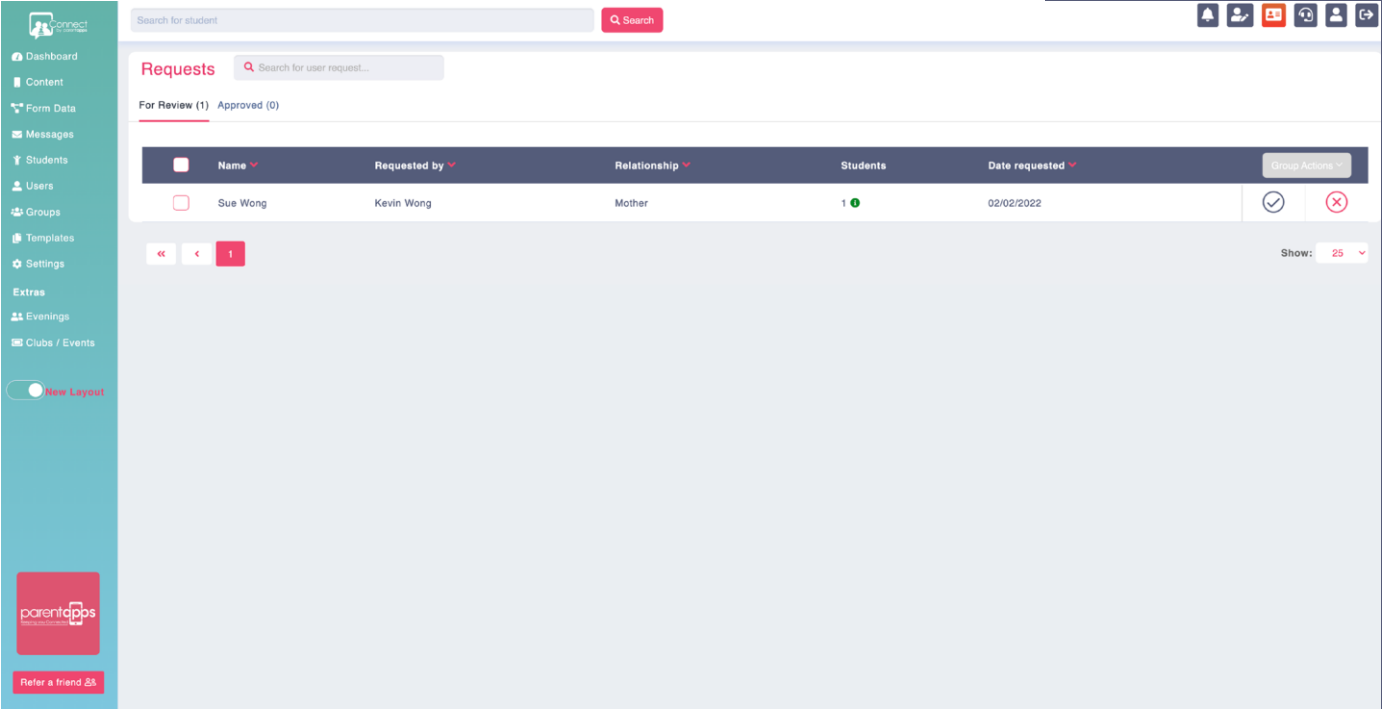 Connect
Search for student
Search
Dashboard
Content
Form Data
Messages
Students
Users
Groups
Templates
Settings
Extras
Evenings
Clubs / Events
New Layout
parentapps
Refer a friend
Requests
Search for user request...
For Review (1) Approved (0)
Name Requested by Relationship Students Date requested Group Actions
Sue Wong Kevin Wong Mother 1 02/02/2022
« ‹ 1
Show: 25